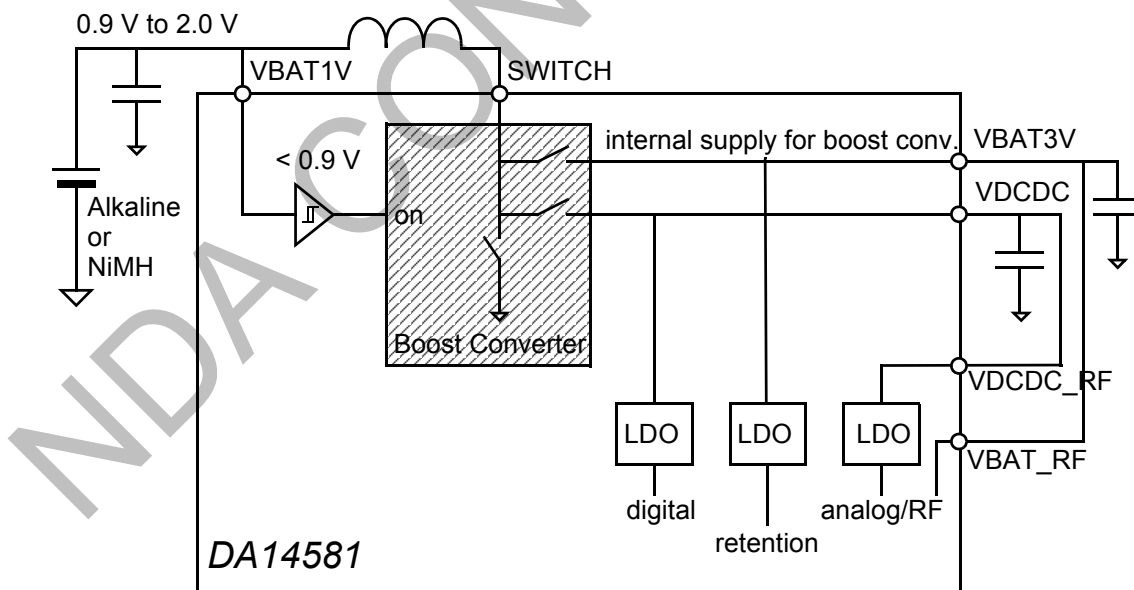 0.9 V to 2.0 V
VBAT1V
SWITCH
< 0.9 V
internal supply for boost conv.
VBAT3V
VDCDC
Alkaline
or
NiMH
on
Boost Converter
VDCDC_RF
LDO
LDO
LDO
VBAT_RF
digital
analog/RF
retention
DA14581
NDA CON